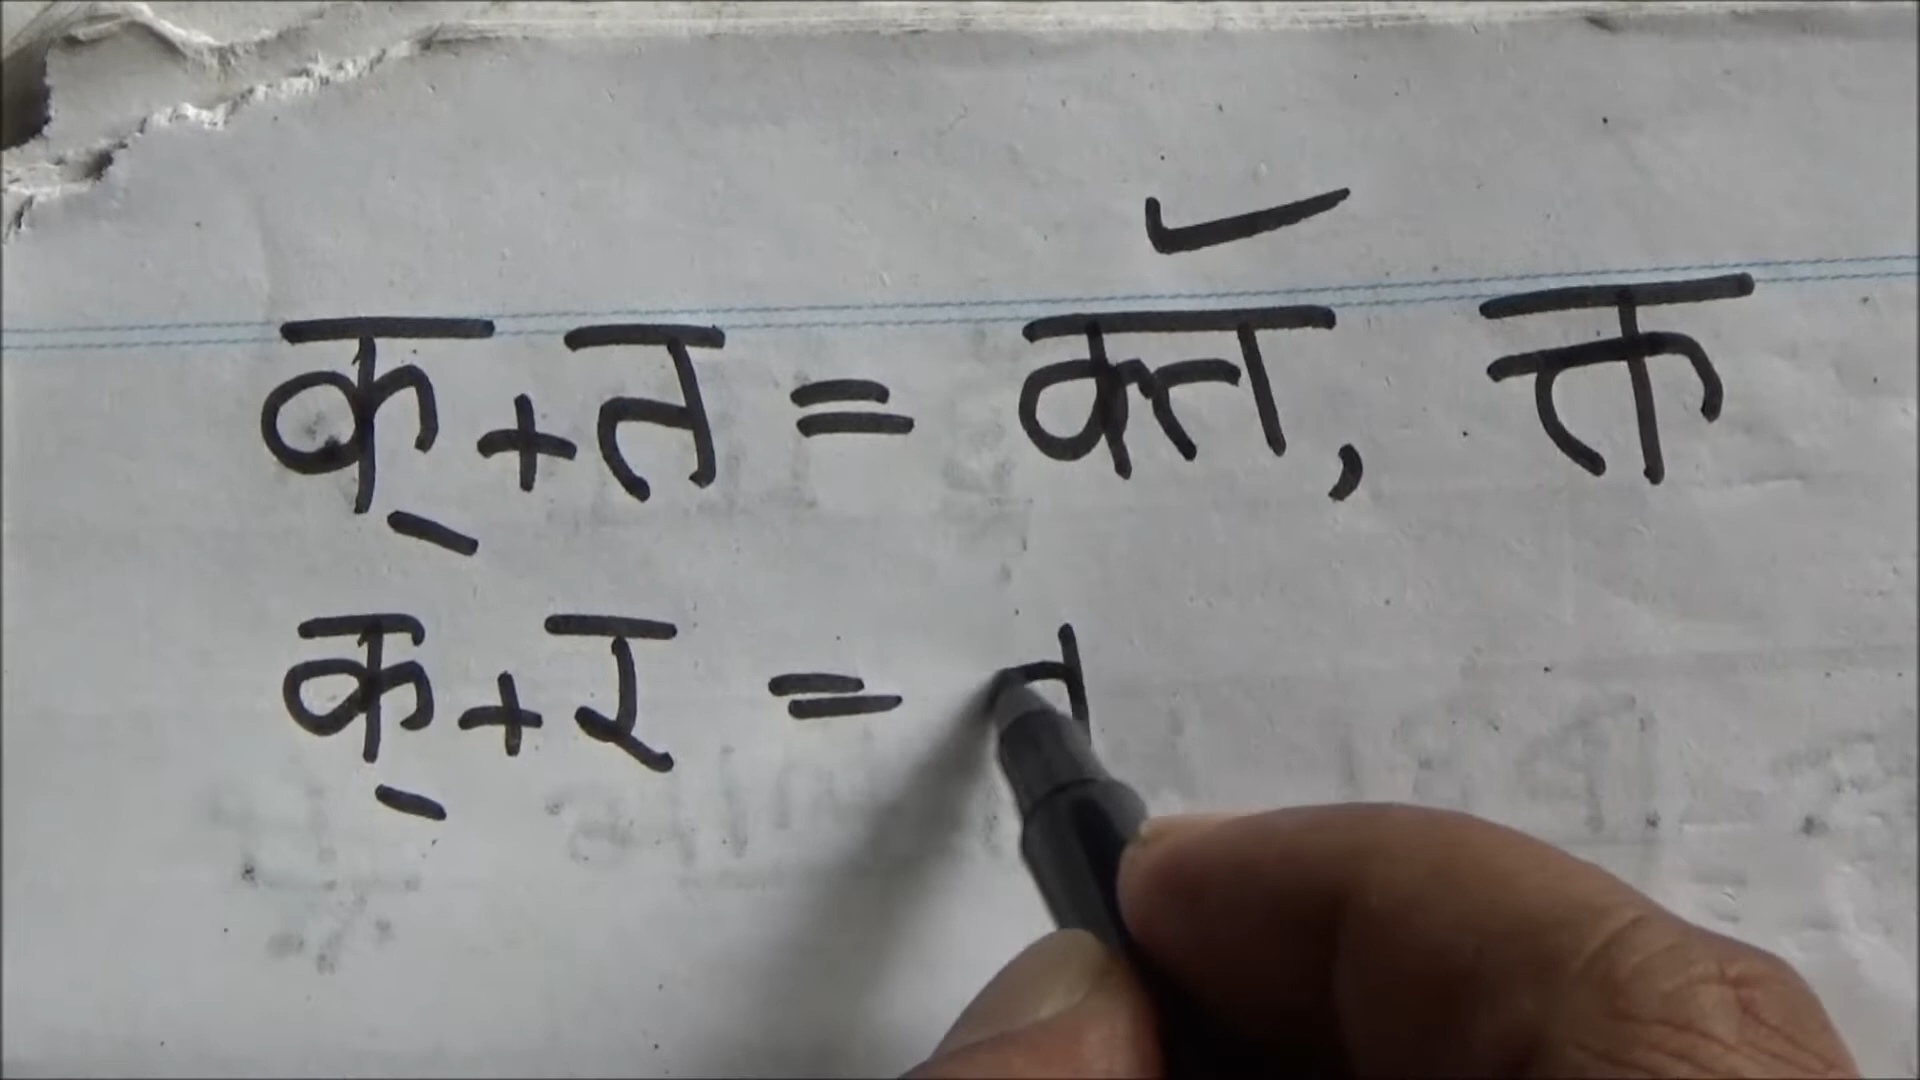 क् + त = क्त, क्त
क् + र =